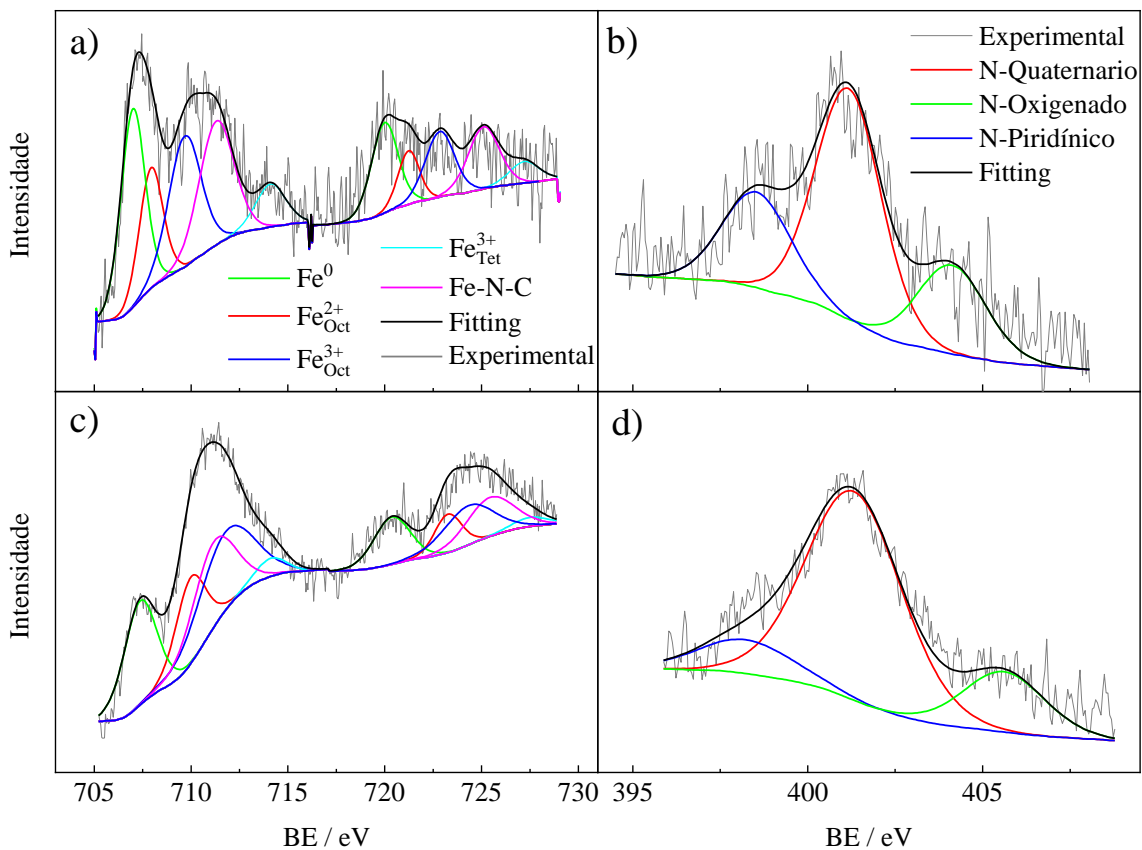 a)
Intensidade
Fe⁰
Fe²⁺Oct
Fe³⁺Oct
Fe³⁺Tet
Fe-N-C
Fitting
Experimental
b)
Experimental
N-Quaternario
N-Oxigenado
N-Piridínico
Fitting
c)
Intensidade
705 710 715 720 725 730
BE / eV
d)
395 400 405
BE / eV